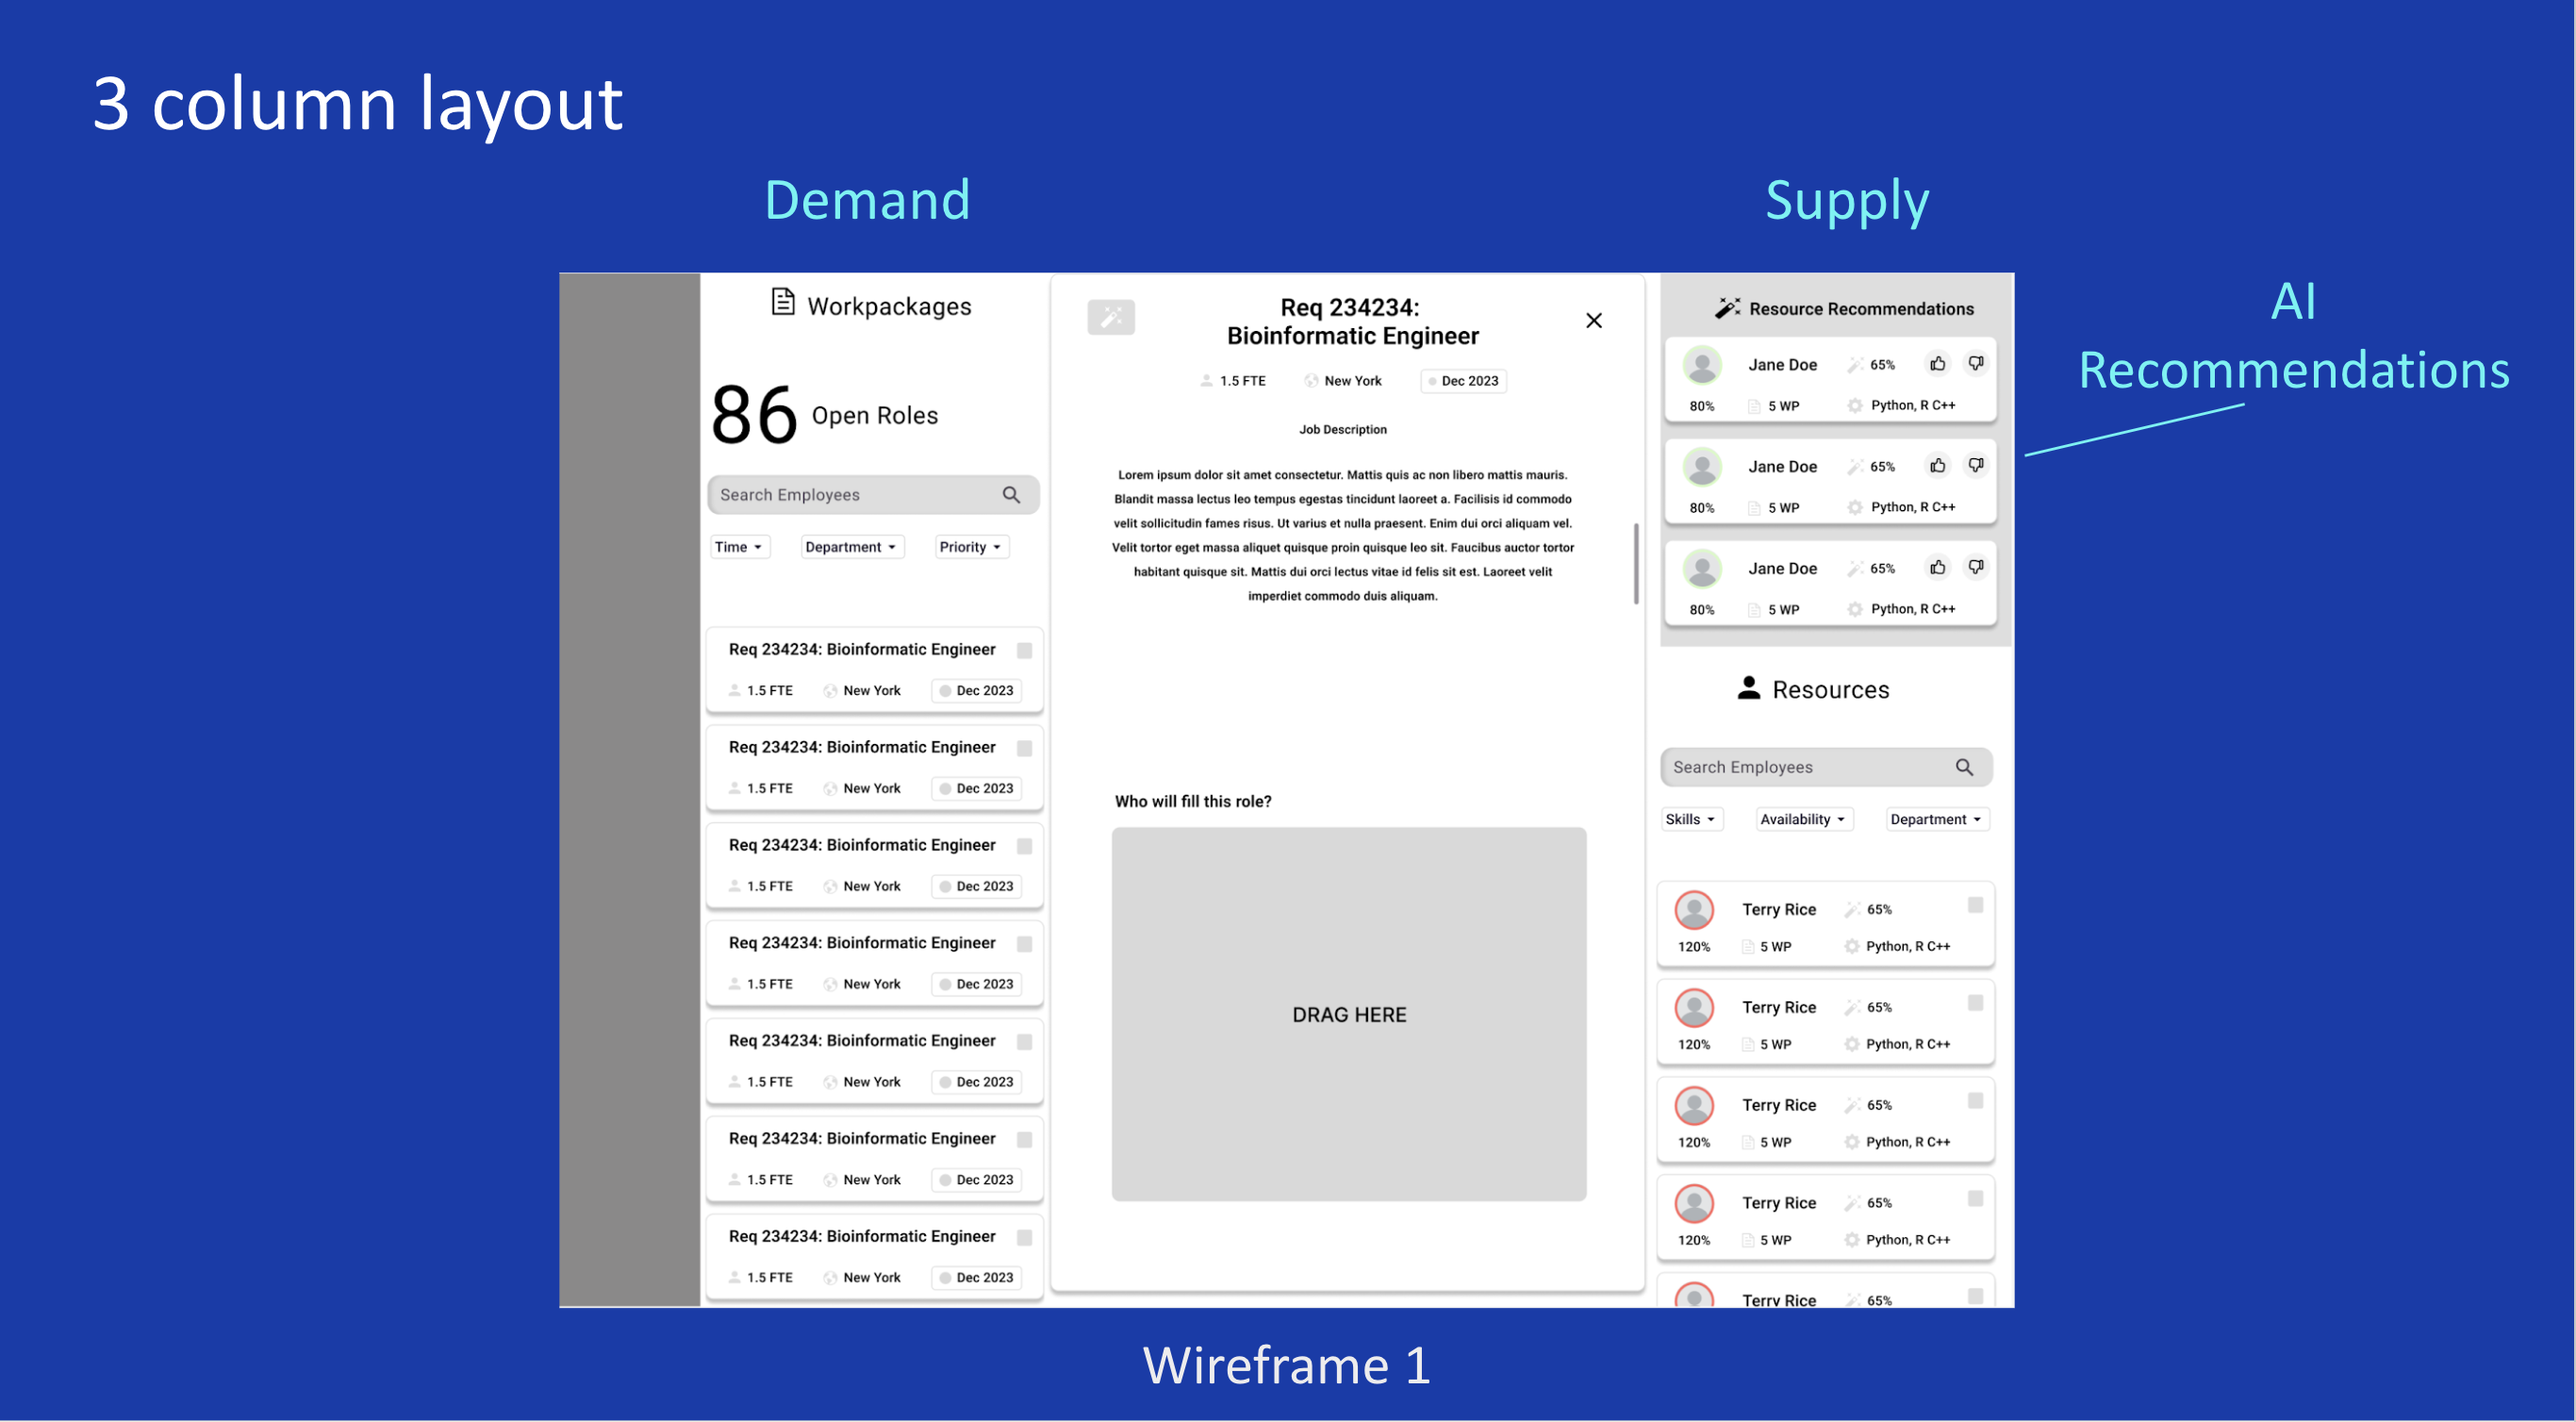 3 column layout
Demand
Supply
AI
Recommendations
Workpackages
86 Open Roles
Search Employees
Time
Department
Priority
Req 234234: Bioinformatic Engineer
1.5 FTE
New York
Dec 2023
Req 234234: Bioinformatic Engineer
1.5 FTE
New York
Dec 2023
Req 234234: Bioinformatic Engineer
1.5 FTE
New York
Dec 2023
Req 234234: Bioinformatic Engineer
1.5 FTE
New York
Dec 2023
Req 234234: Bioinformatic Engineer
1.5 FTE
New York
Dec 2023
Req 234234: Bioinformatic Engineer
1.5 FTE
New York
Dec 2023
Req 234234: Bioinformatic Engineer
1.5 FTE
New York
Dec 2023
Req 234234:
Bioinformatic Engineer
1.5 FTE
New York
Dec 2023
Job Description
Lorem ipsum dolor sit amet consectetur. Mattis quis ac non libero mattis mauris.
Blandit massa lectus leo tempus egestas tincidunt laoreet a. Facilisis id commodo
velit sollicitudin fames risus. Ut varius et nulla praesent. Enim dui orci aliquam vel.
Velit tortor eget massa aliquet quisque proin quisque leo sit. Faucibus auctor tortor
habitant quisque sit. Mattis dui orci lectus vitae id felis sit est. Laoreet velit
imperdiet commodo duis aliquam.
Who will fill this role?
DRAG HERE
Resource Recommendations
Jane Doe
65%
80%
5 WP
Python, R C++
Jane Doe
65%
80%
5 WP
Python, R C++
Jane Doe
65%
80%
5 WP
Python, R C++
Resources
Search Employees
Skills
Availability
Department
Terry Rice
65%
120%
5 WP
Python, R C++
Terry Rice
65%
120%
5 WP
Python, R C++
Terry Rice
65%
120%
5 WP
Python, R C++
Terry Rice
65%
120%
5 WP
Python, R C++
Terry Rice
65%
Wireframe 1